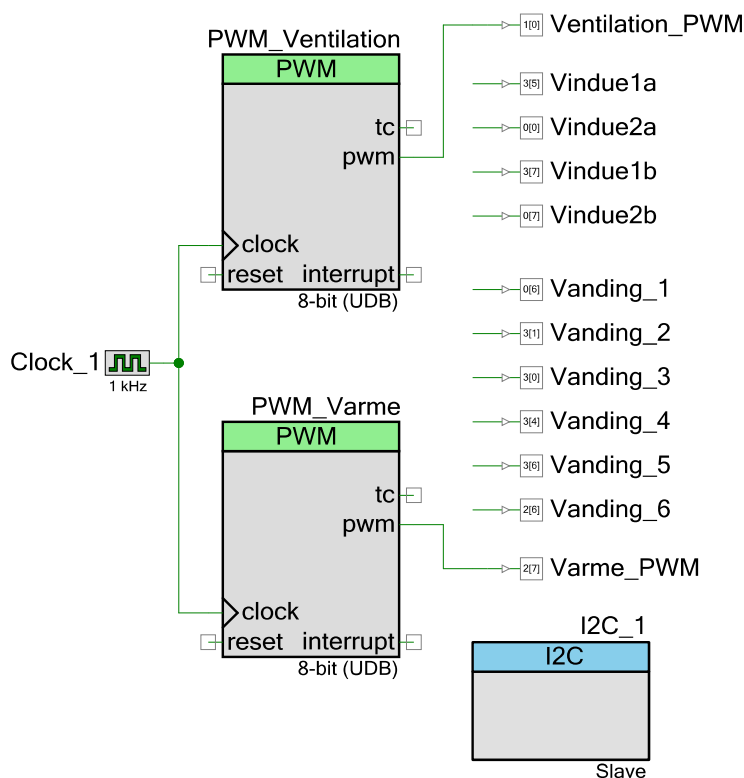 PWM_Ventilation
PWM
tc
pwm
clock
reset interrupt
8-bit (UDB)
Clock_1
1 kHz
PWM_Varme
PWM
tc
pwm
clock
reset interrupt
8-bit (UDB)
1[0] Ventilation_PWM
3[5] Vindue1a
0[0] Vindue2a
3[7] Vindue1b
0[7] Vindue2b
0[6] Vanding_1
3[1] Vanding_2
3[0] Vanding_3
3[4] Vanding_4
3[6] Vanding_5
2[6] Vanding_6
2[7] Varme_PWM
I2C_1
I2C
Slave